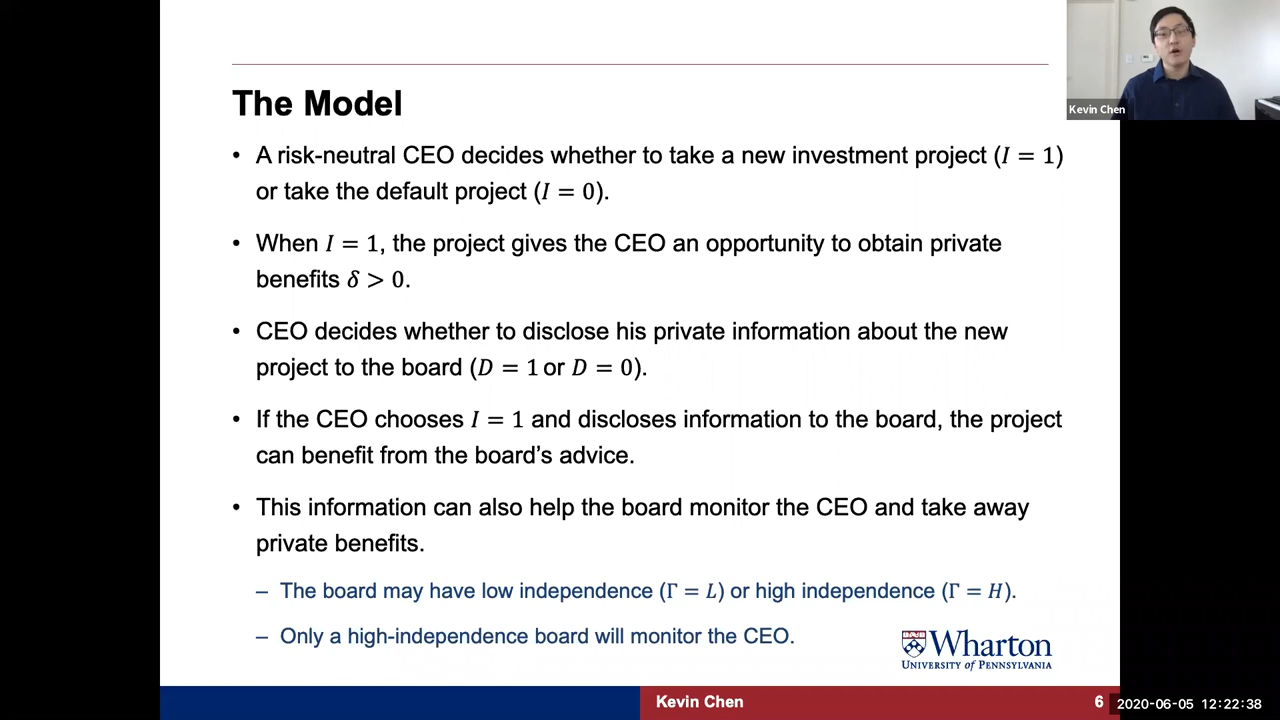 Kevin Chen
The Model
• A risk-neutral CEO decides whether to take a new investment project (I = 1)
or take the default project (I = 0).
• When I = 1, the project gives the CEO an opportunity to obtain private
benefits δ > 0.
• CEO decides whether to disclose his private information about the new
project to the board (D = 1 or D = 0).
• If the CEO chooses I = 1 and discloses information to the board, the project
can benefit from the board’s advice.
• This information can also help the board monitor the CEO and take away
private benefits.
– The board may have low independence (Γ = L) or high independence (Γ = H).
– Only a high-independence board will monitor the CEO.
Wharton
UNIVERSITY of PENNSYLVANIA
Kevin Chen
6
2020-06-05 12:22:38